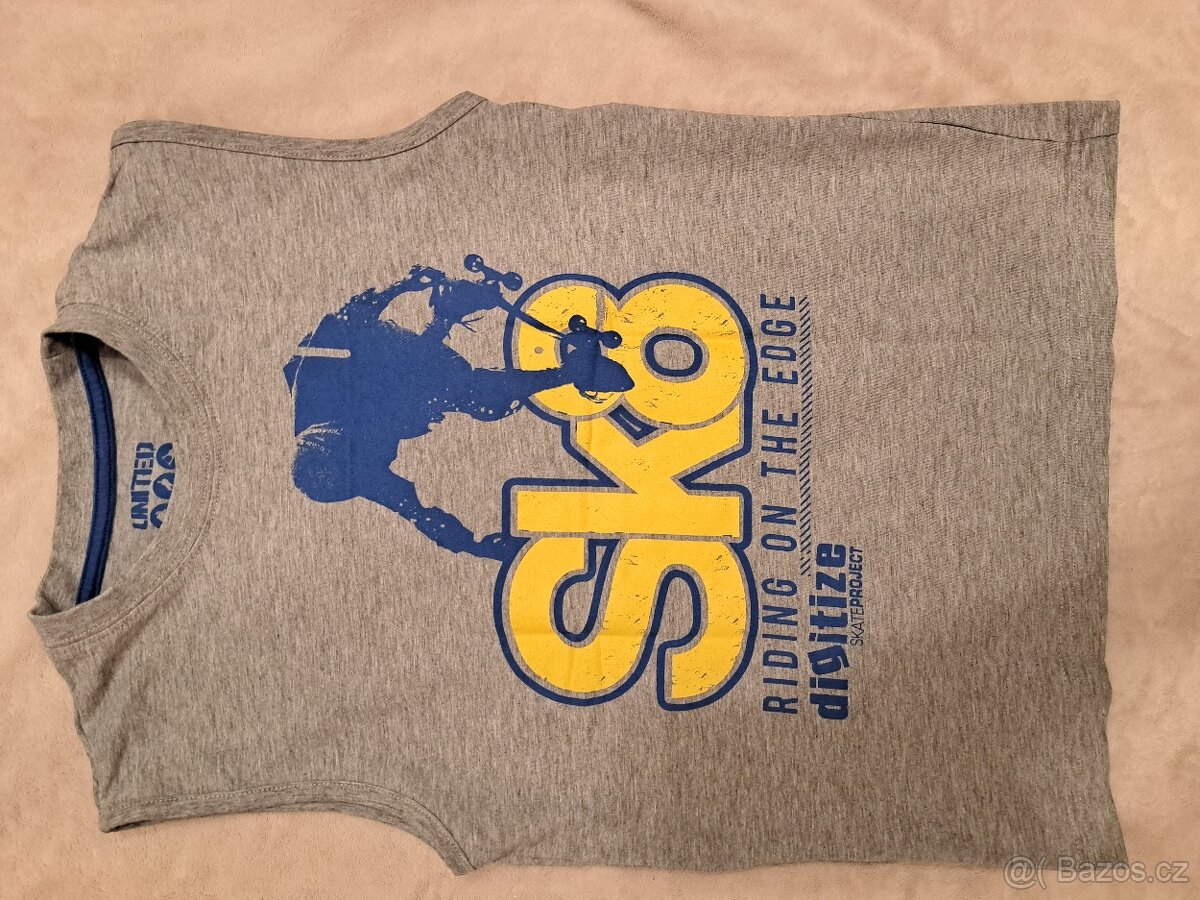 UNITED
Sk8
RIDING ON THE EDGE
digitize
SKATEPROJECT
@( Bazos.cz